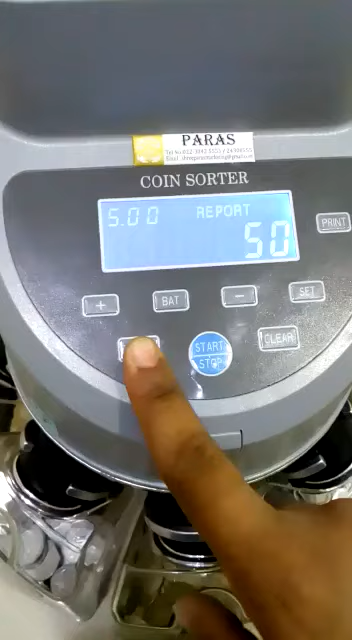 PARAS
COIN SORTER
5.00 REPORT
50
PRINT
+
BAT
-
SET
START
STOP
CLEAR